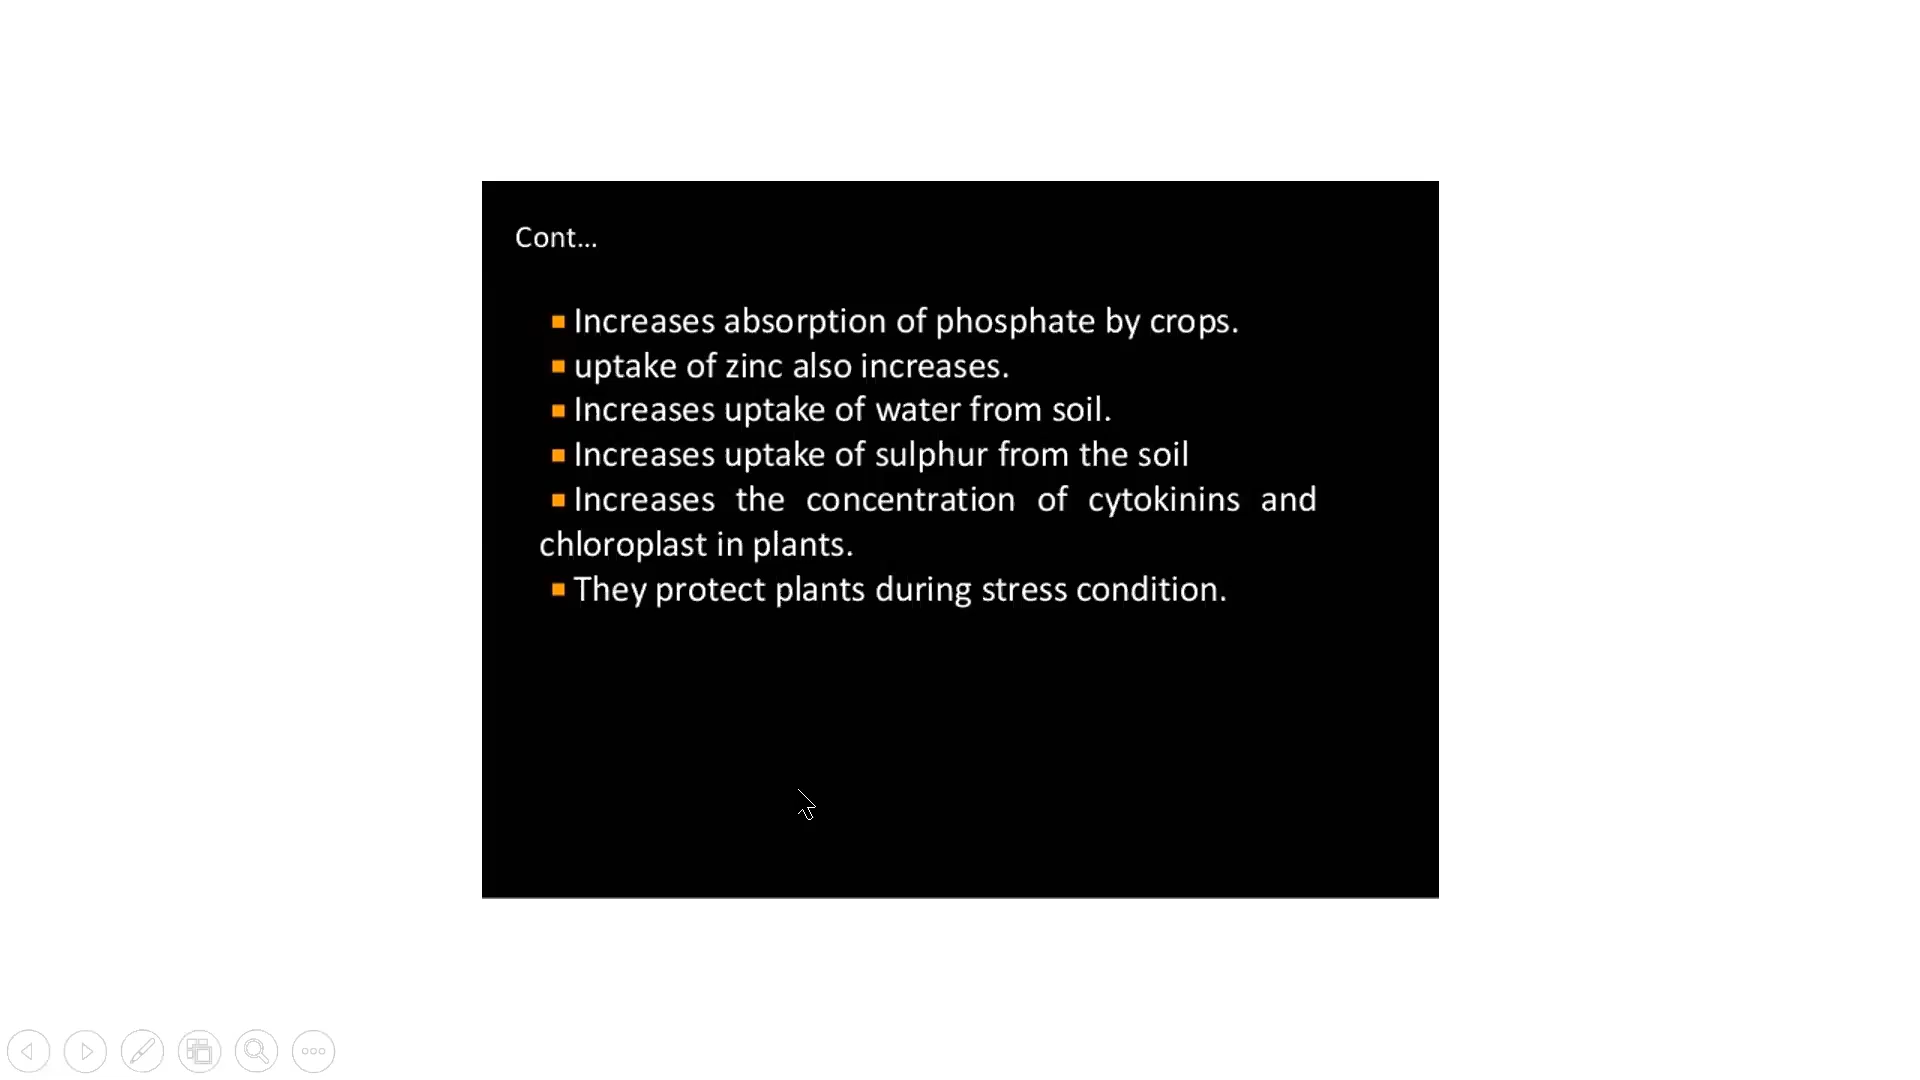 Cont...
Increases absorption of phosphate by crops.
uptake of zinc also increases.
Increases uptake of water from soil.
Increases uptake of sulphur from the soil
Increases the concentration of cytokinins and
chloroplast in plants.
They protect plants during stress condition.